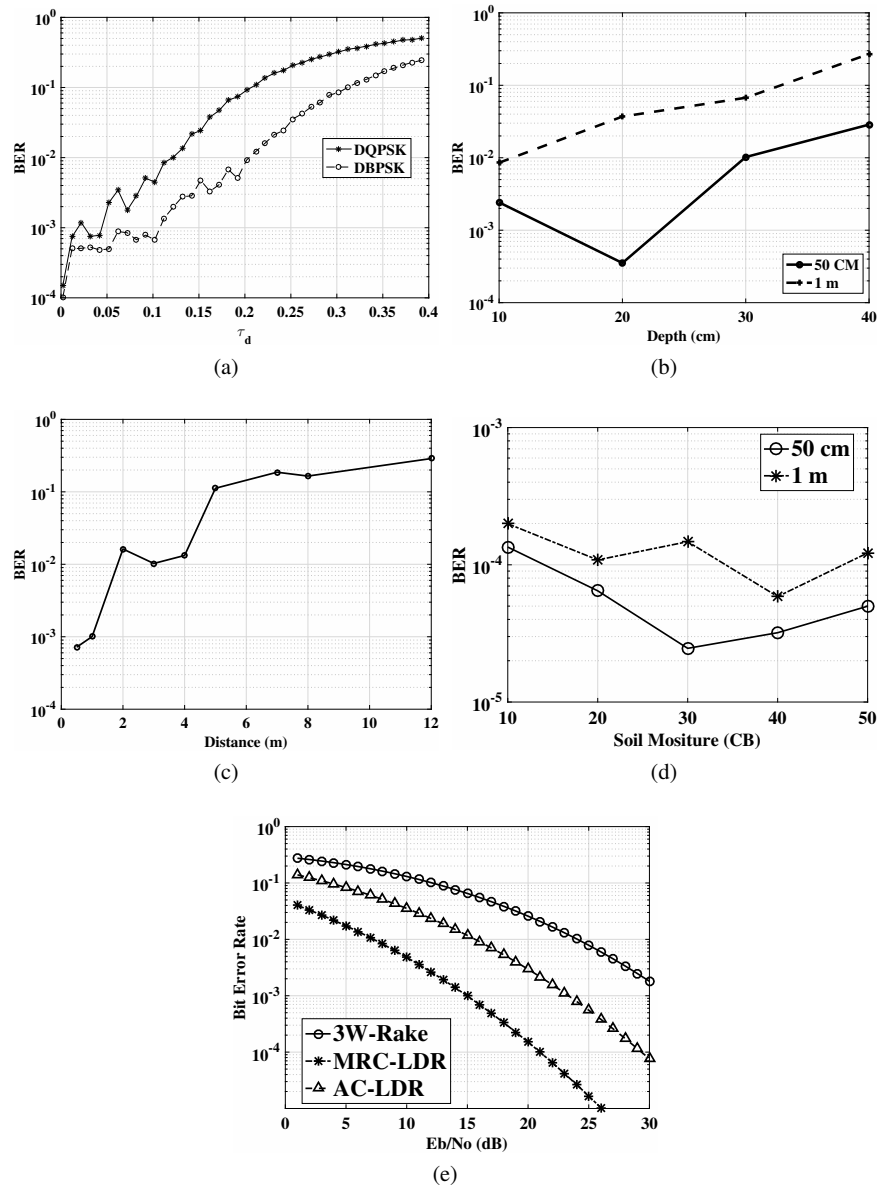 10^0
10^-1
10^-2
10^-3
10^-4
BER
DQPSK
DBPSK
0 0.05 0.1 0.15 0.2 0.25 0.3 0.35 0.4
τ_d
(a)
10^0
10^-1
10^-2
10^-3
10^-4
BER
50 CM
1 m
10 20 30 40
Depth (cm)
(b)
10^0
10^-1
10^-2
10^-3
10^-4
BER
0 2 4 6 8 10 12
Distance (m)
(c)
10^-3
10^-4
10^-5
BER
50 cm
1 m
10 20 30 40 50
Soil Mositure (CB)
(d)
10^0
10^-1
10^-2
10^-3
10^-4
Bit Error Rate
3W-Rake
MRC-LDR
AC-LDR
0 5 10 15 20 25 30
Eb/No (dB)
(e)